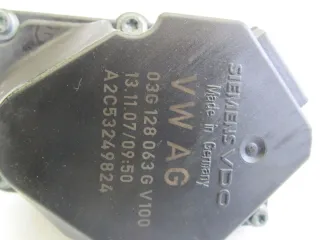 SIEMENS VDO
Made in Germany
VW AG
03G 128 063 G V100
13.11.07/09:50
A2C53249824